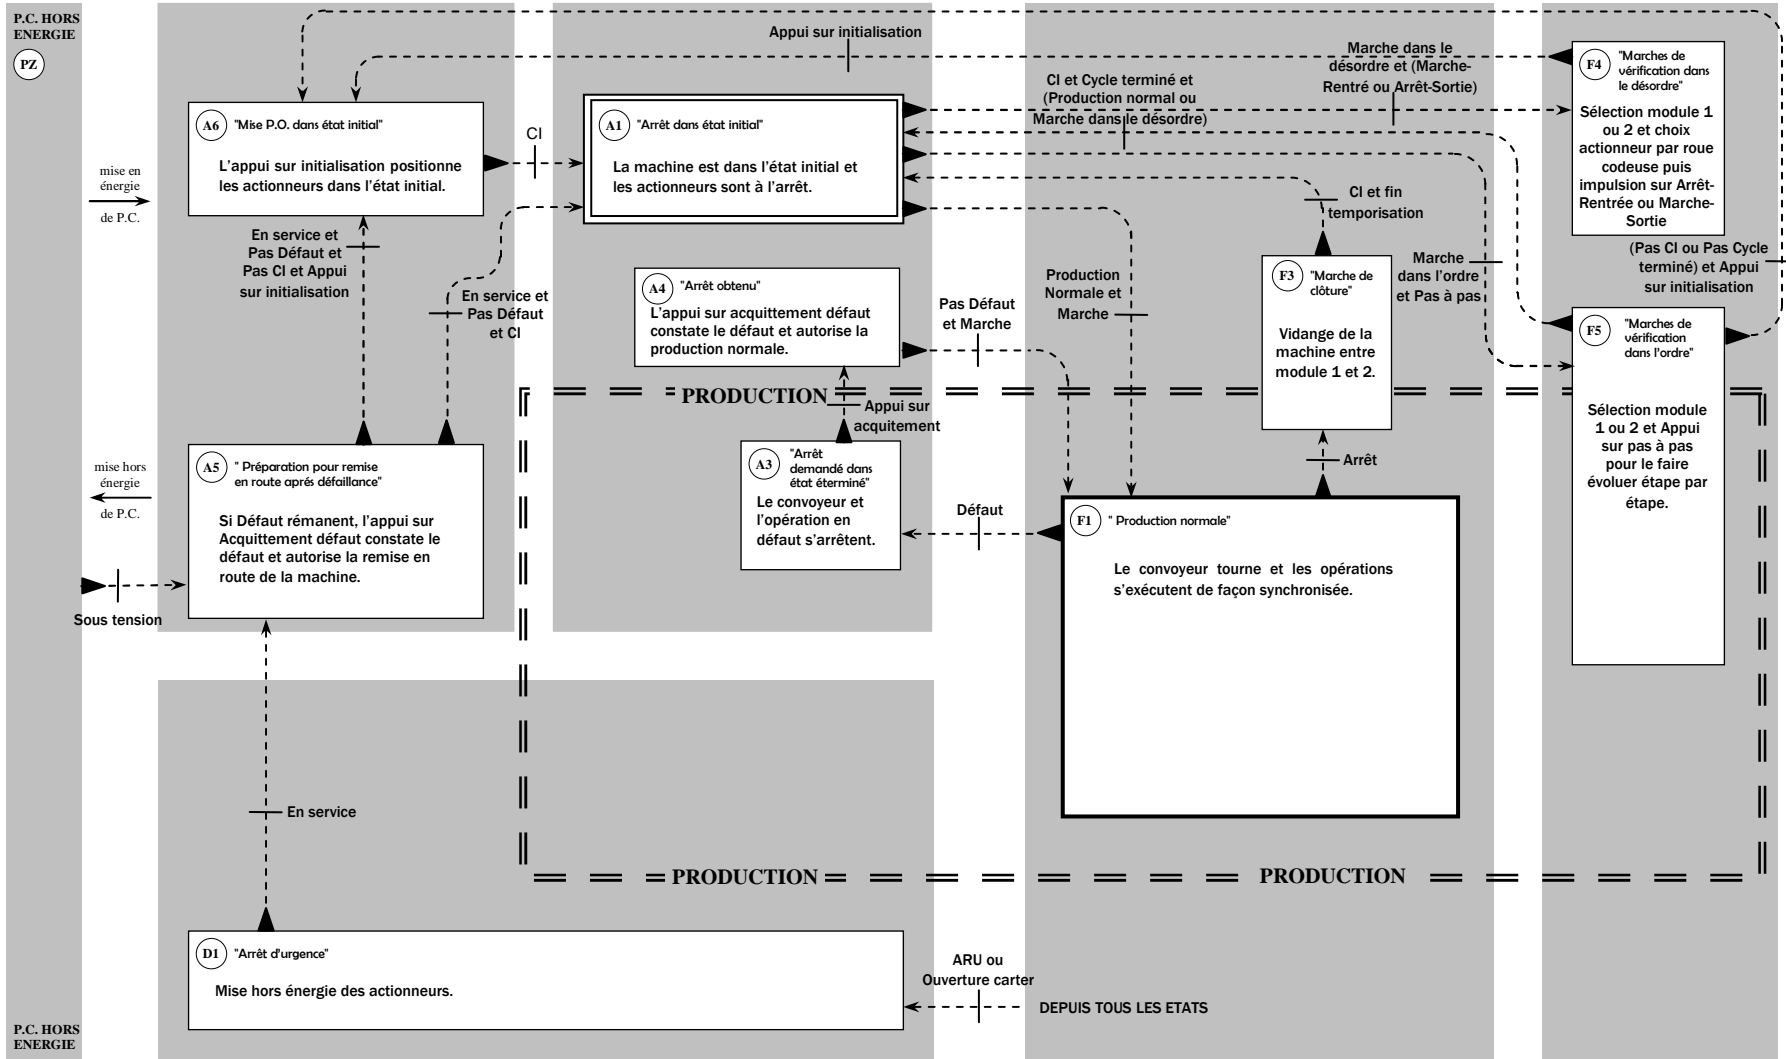 P.C. HORS
ENERGIE
PZ
mise en
énergie
de P.C.
mise hors
énergie
de P.C.
Sous tension
P.C. HORS
ENERGIE
Appui sur initialisation
A6 "Mise P.O. dans état initial"
L'appui sur initialisation positionne
les actionneurs dans l'état initial.
CI
A1 "Arrêt dans état initial"
La machine est dans l'état initial et
les actionneurs sont à l'arrêt.
CI et Cycle terminé et
(Production normal ou
Marche dans le désordre)
Marche dans le
désordre et (Marche-
Rentré ou Arrêt-Sortie)
F4 "Marches de
vérification dans
le désordre"
Sélection module 1
ou 2 et choix
actionneur par roue
codeuse puis
impulsion sur Arrêt-
Rentrée ou Marche-
Sortie
En service et
Pas Défaut et
Pas CI et Appui
sur initialisation
En service et
Pas Défaut
et CI
A4 "Arrêt obtenu"
L'appui sur acquittement défaut
constate le défaut et autorise la
production normale.
Pas Défaut
et Marche
Production
Normale et
Marche
CI et fin
temporisation
F3 "Marche de
clôture"
Vidange de la
machine entre
module 1 et 2.
Marche
dans l'ordre
et Pas à pas
(Pas CI ou Pas Cycle
terminé) et Appui
sur initialisation
F5 "Marches de
vérification
dans l'ordre"
Sélection module
1 ou 2 et Appui
sur pas à pas
pour le faire
évoluer étape par
étape.
PRODUCTION
Appui sur
acquitement
A5 " Préparation pour remise
en route aprés défaillance"
Si Défaut rémanent, l'appui sur
Acquittement défaut constate le
défaut et autorise la remise en
route de la machine.
A3 "Arrêt
demandé dans
état éterminé"
Le convoyeur et
l'opération en
défaut s'arrêtent.
Défaut
Arrêt
F1 " Production normale"
Le convoyeur tourne et les opérations
s'exécutent de façon synchronisée.
En service
PRODUCTION
PRODUCTION
D1 "Arrêt d'urgence"
Mise hors énergie des actionneurs.
ARU ou
Ouverture carter
DEPUIS TOUS LES ETATS